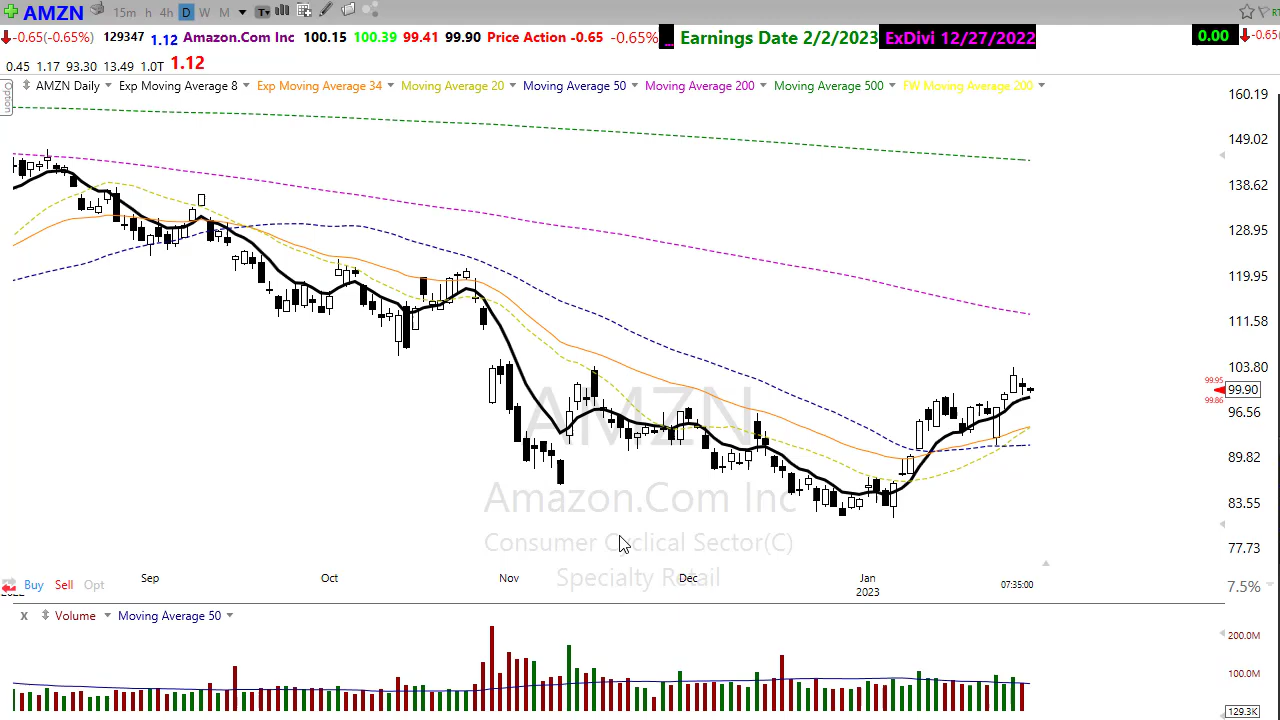 AMZN 15m h 4h D W M T
-0.65(-0.65%) 129347 1.12 Amazon.Com Inc 100.15 100.39 99.41 99.90 Price Action -0.65 -0.65% Earnings Date 2/2/2023 ExDivi 12/27/2022 0.00 -0.65(
0.45 1.17 93.30 13.49 1.0T 1.12
Option
AMZN Daily Exp Moving Average 8 Exp Moving Average 34 Moving Average 20 Moving Average 50 Moving Average 200 Moving Average 500 FW Moving Average 200
160.19
149.02
138.62
128.95
119.95
111.58
103.80
99.95
99.90
99.86
96.56
89.82
83.55
77.73
7.5%
AMZN
Amazon.Com Inc
Consumer Cyclical Sector(C)
Specialty Retail
Sep Oct Nov Dec Jan
2023
07:35:00
Buy Sell Opt
X Volume Moving Average 50
200.0M
100.0M
129.3K